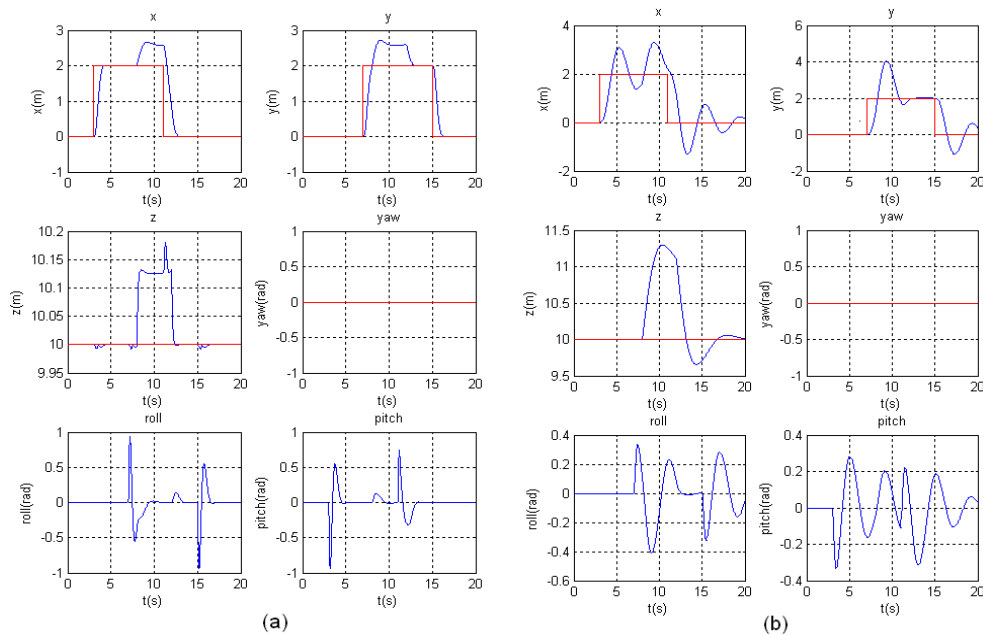 x
3
2
1
0
-1
x(m)
0 5 10 15 20
t(s)
y
3
2
1
0
-1
y(m)
0 5 10 15 20
t(s)
z
10.2
10.15
10.1
10.05
10
9.95
z(m)
0 5 10 15 20
t(s)
yaw
1
0.5
0
-0.5
-1
yaw(rad)
0 5 10 15 20
t(s)
roll
1
0.5
0
-0.5
-1
roll(rad)
0 5 10 15 20
t(s)
pitch
1
0.5
0
-0.5
-1
pitch(rad)
0 5 10 15 20
t(s)
(a)
x
4
2
0
-2
x(m)
0 5 10 15 20
t(s)
y
6
4
2
0
-2
y(m)
0 5 10 15 20
t(s)
z
11.5
11
10.5
10
9.5
z(m)
0 5 10 15 20
t(s)
yaw
1
0.5
0
-0.5
-1
yaw(rad)
0 5 10 15 20
t(s)
roll
0.4
0.2
0
-0.2
-0.4
-0.6
roll(rad)
0 5 10 15 20
t(s)
pitch
0.4
0.2
0
-0.2
-0.4
pitch(rad)
0 5 10 15 20
t(s)
(b)